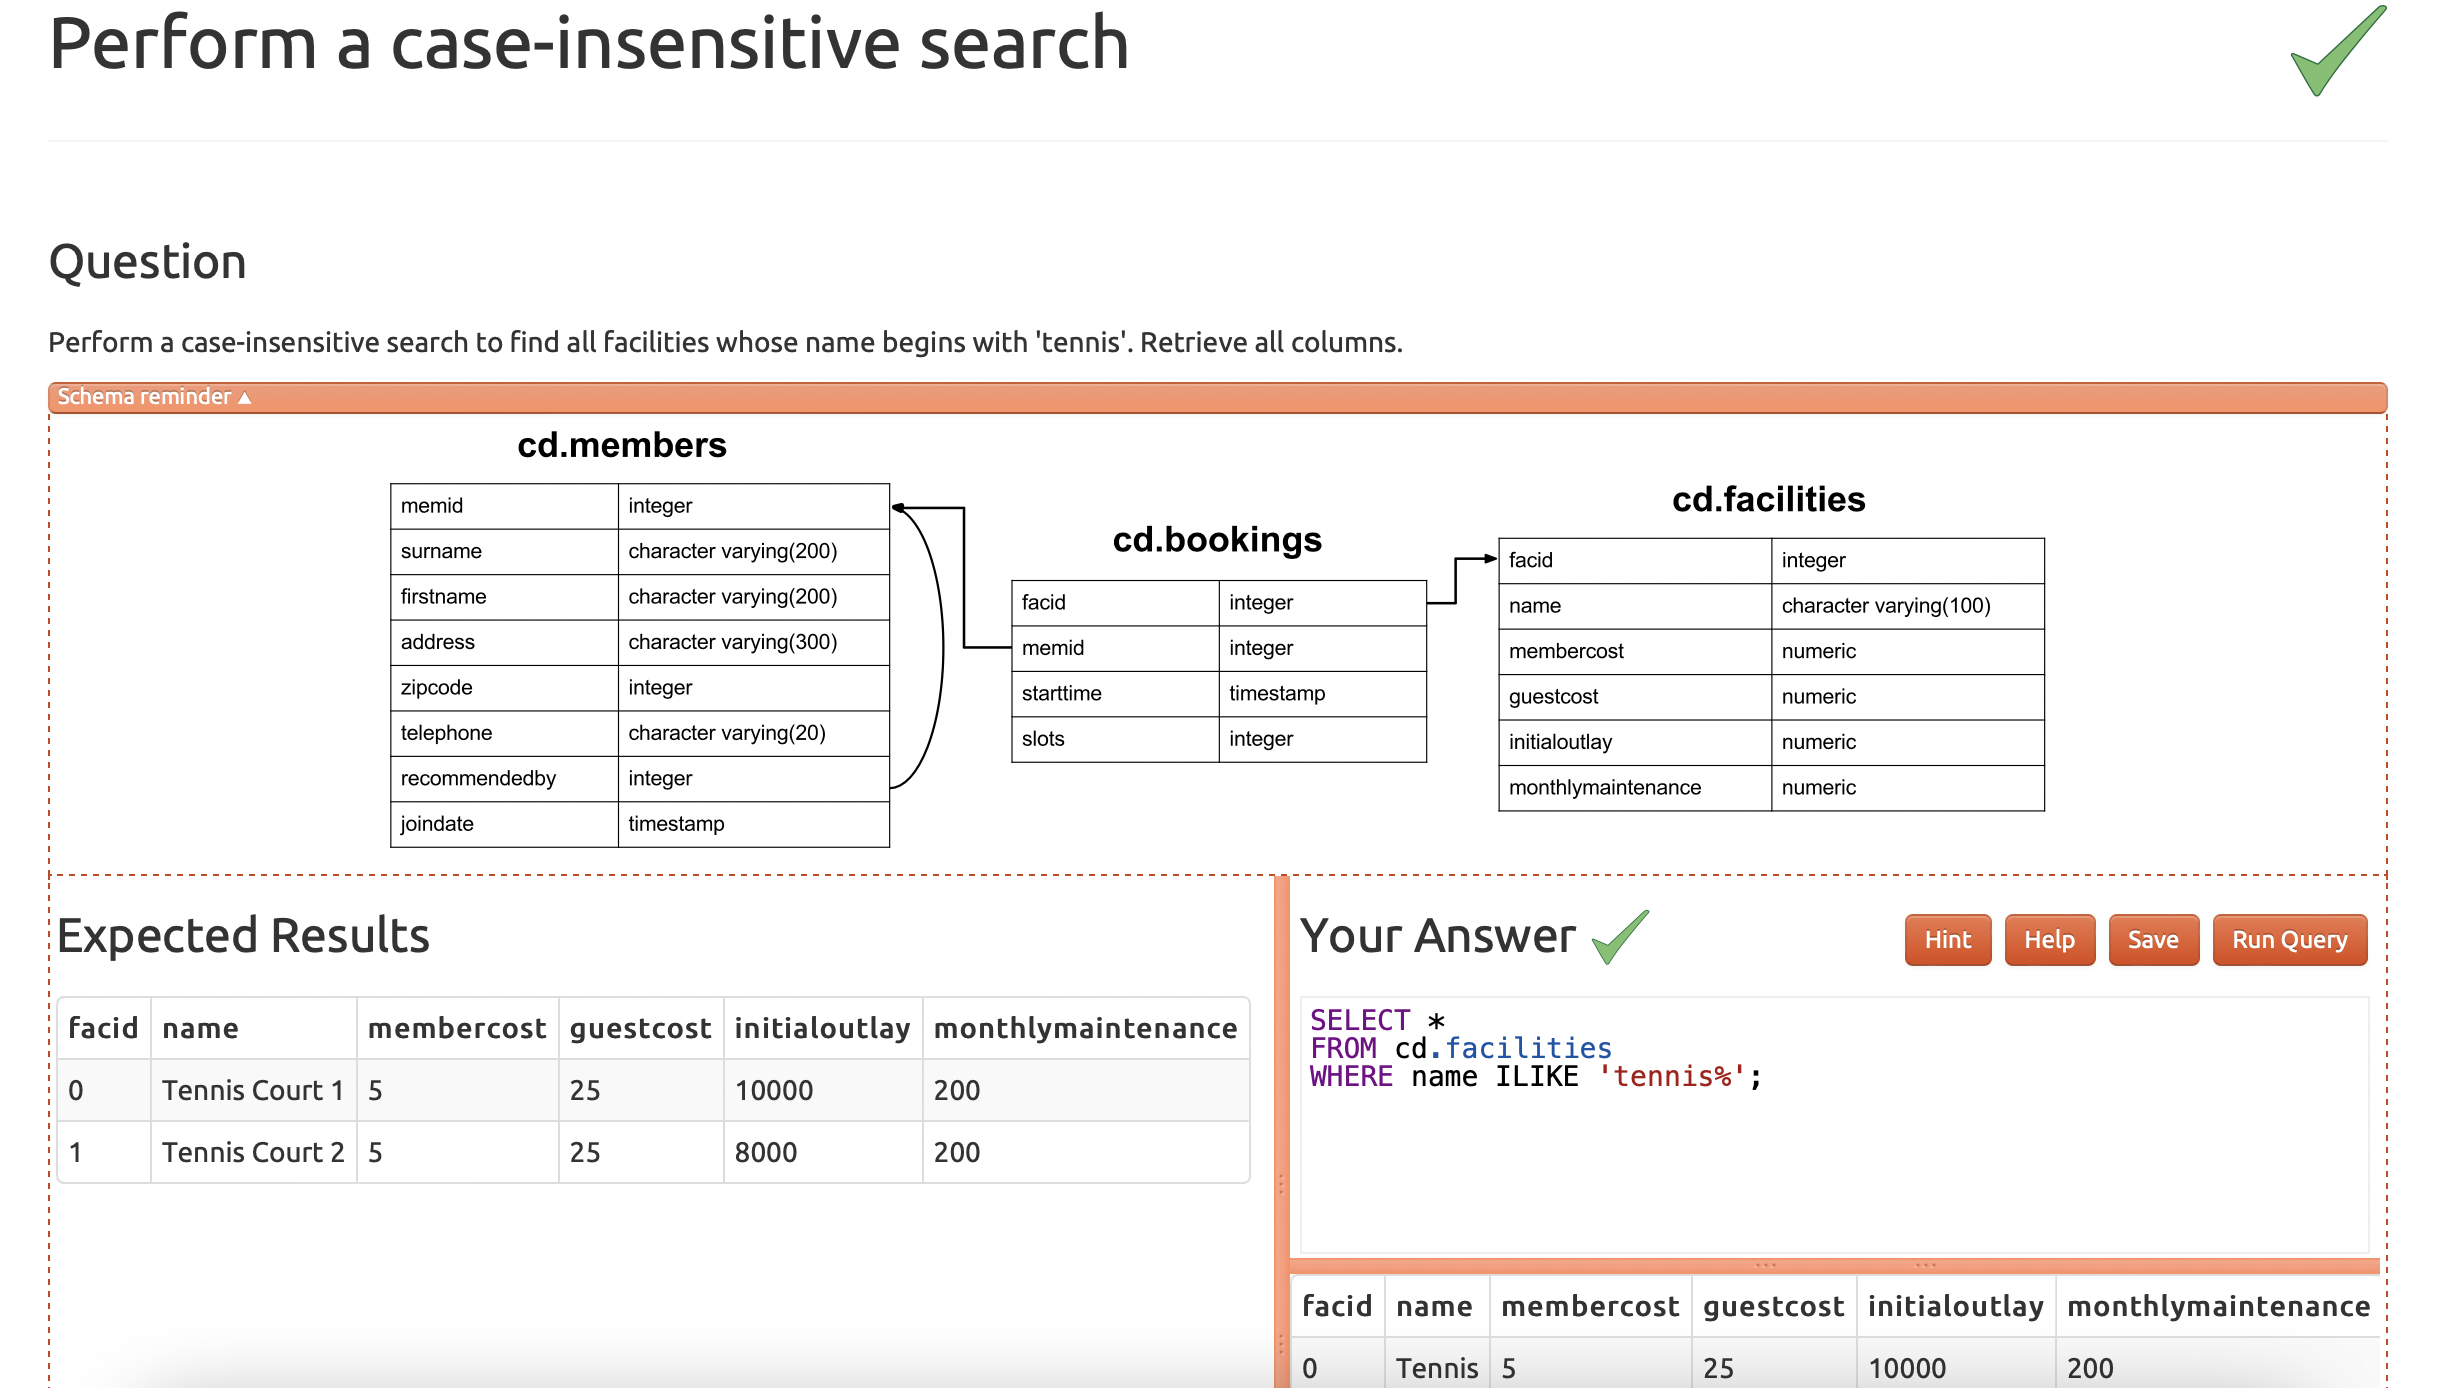 Perform a case-insensitive search
Question
Perform a case-insensitive search to find all facilities whose name begins with 'tennis'. Retrieve all columns.
Schema reminder ▲
cd.members
memid integer
surname character varying(200)
firstname character varying(200)
address character varying(300)
zipcode integer
telephone character varying(20)
recommendedby integer
joindate timestamp
cd.bookings
facid integer
memid integer
starttime timestamp
slots integer
cd.facilities
facid integer
name character varying(100)
membercost numeric
guestcost numeric
initialoutlay numeric
monthlymaintenance numeric
Expected Results
facid name membercost guestcost initialoutlay monthlymaintenance
0 Tennis Court 1 5 25 10000 200
1 Tennis Court 2 5 25 8000 200
Your Answer
Hint Help Save Run Query
SELECT *
FROM cd.facilities
WHERE name ILIKE 'tennis%';
facid name membercost guestcost initialoutlay monthlymaintenance
0 Tennis 5 25 10000 200